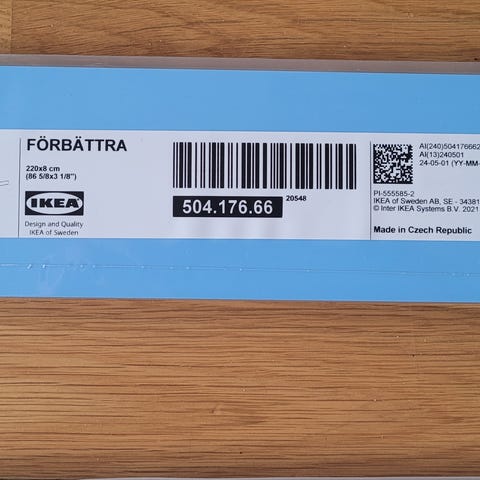 FÖRBÄTTRA
220x8 cm
(86 5/8x3 1/8")
IKEA
Design and Quality
IKEA of Sweden
20548
504.176.66
AI(240)504176662
AI(13)240501
24-05-01 (YY-MM-
PI-555585-2
IKEA of Sweden AB, SE - 34381
© Inter IKEA Systems B.V. 2021
Made in Czech Republic